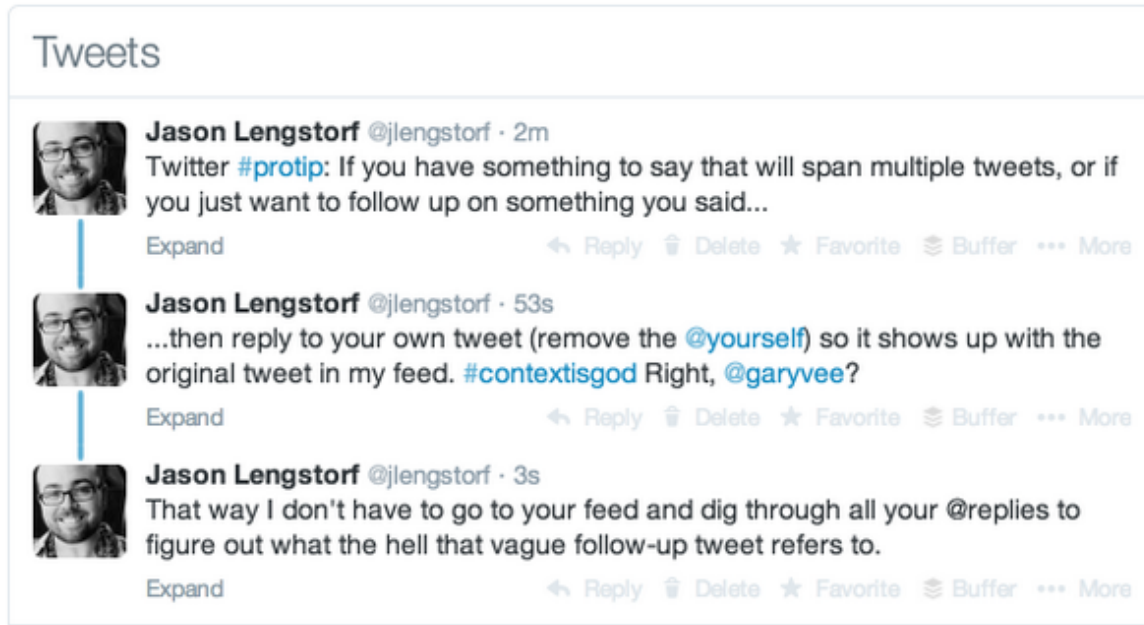 Tweets
Jason Lengstorf @jlengstorf · 2m
Twitter #protip: If you have something to say that will span multiple tweets, or if
you just want to follow up on something you said...
Expand Reply Delete Favorite Buffer More
Jason Lengstorf @jlengstorf · 53s
...then reply to your own tweet (remove the @yourself) so it shows up with the
original tweet in my feed. #contextisgod Right, @garyvee?
Expand Reply Delete Favorite Buffer More
Jason Lengstorf @jlengstorf · 3s
That way I don't have to go to your feed and dig through all your @replies to
figure out what the hell that vague follow-up tweet refers to.
Expand Reply Delete Favorite Buffer More